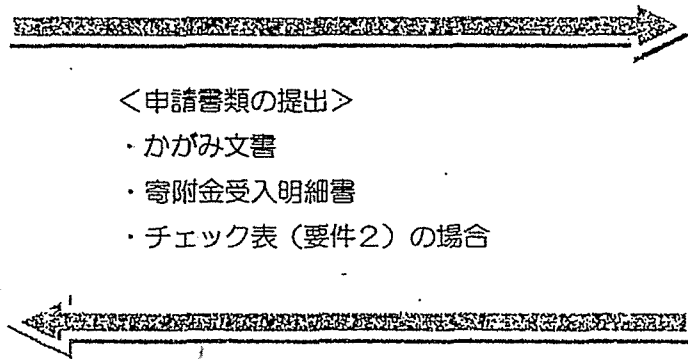 ＜申請書類の提出＞
・かがみ文書
・寄附金受入明細書
・チェック表（要件２）の場合